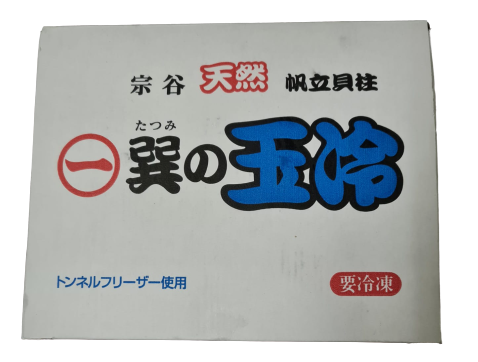 宗谷 天然 帆立貝柱
たつみ
㊀ 巽の玉冷
トンネルフリーザー使用
要冷凍